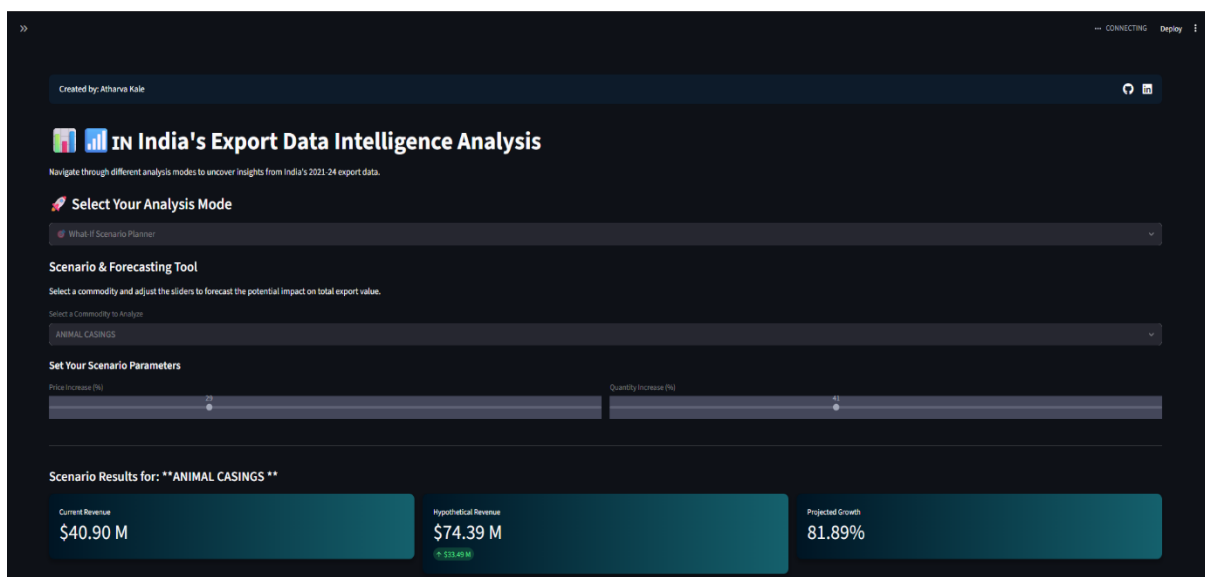 CONNECTING Deploy
Created by: Atharva Kale
IN India's Export Data Intelligence Analysis
Navigate through different analysis modes to uncover insights from India's 2021-24 export data.
Select Your Analysis Mode
What-If Scenario Planner
Scenario & Forecasting Tool
Select a commodity and adjust the sliders to forecast the potential impact on total export value.
Select a Commodity to Analyze
ANIMAL CASINGS
Set Your Scenario Parameters
Price Increase (%) Quantity Increase (%)
29 41
Scenario Results for: **ANIMAL CASINGS **
Current Revenue Hypothetical Revenue Projected Growth
$40.90 M $74.39 M 81.89%
↑ $33.49 M